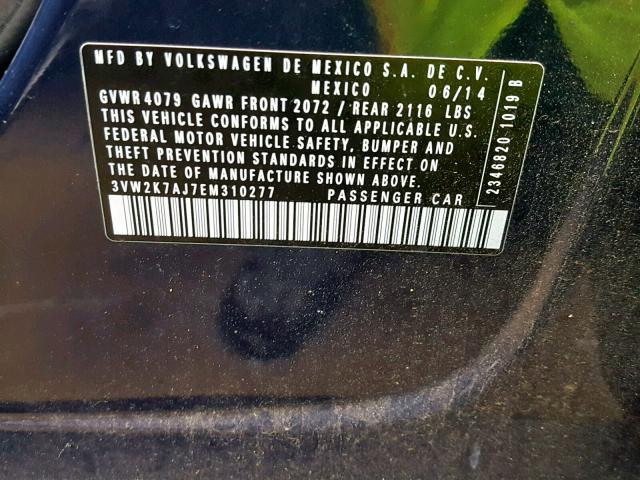 MFD BY VOLKSWAGEN DE MEXICO S.A. DE C.V.
MEXICO 06/14
GVWR 4079 GAWR FRONT 2072 / REAR 2116 LBS
THIS VEHICLE CONFORMS TO ALL APPLICABLE U.S.
FEDERAL MOTOR VEHICLE SAFETY, BUMPER AND
THEFT PREVENTION STANDARDS IN EFFECT ON
THE DATE OF MANUFACTURE SHOWN ABOVE.
3VW2K7AJ7EM310277 PASSENGER CAR
2346820 1019 B